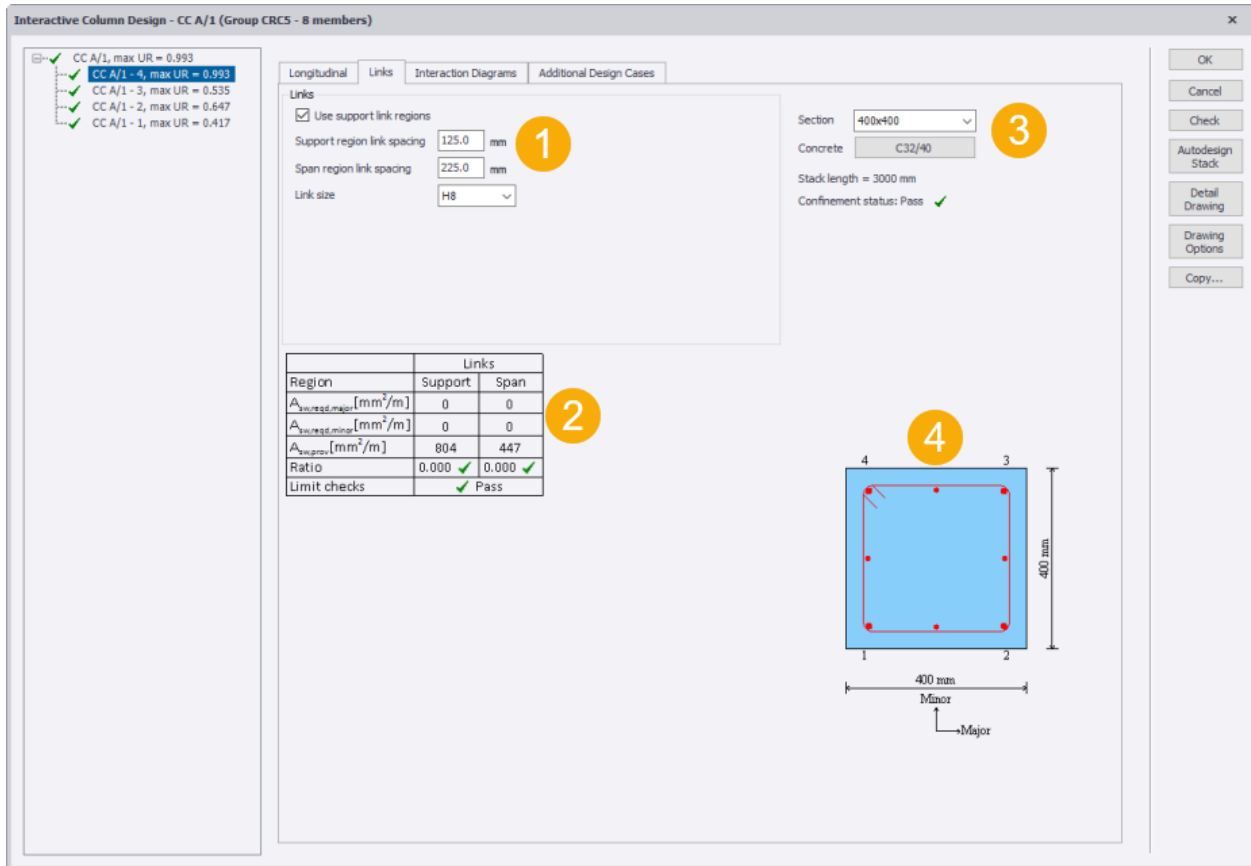 Interactive Column Design - CC A/1 (Group CRC5 - 8 members)
CC A/1, max UR = 0.993
CC A/1 - 4, max UR = 0.993
CC A/1 - 3, max UR = 0.535
CC A/1 - 2, max UR = 0.647
CC A/1 - 1, max UR = 0.417
Longitudinal Links Interaction Diagrams Additional Design Cases
Links
Use support link regions
Support region link spacing 125.0 mm
Span region link spacing 225.0 mm
Link size H8
1
Section 400x400
Concrete C32/40
Stack length = 3000 mm
Confinement status: Pass
3
OK
Cancel
Check
Autodesign
Stack
Detail
Drawing
Drawing
Options
Copy...
Links
Region Support Span
Asw,reqd,major[mm²/m] 0 0
Asw,reqd,minor[mm²/m] 0 0
Asw,prov[mm²/m] 804 447
Ratio 0.000 0.000
Limit checks Pass
2
4
4 3
400 mm
1 2
400 mm
Minor
Major